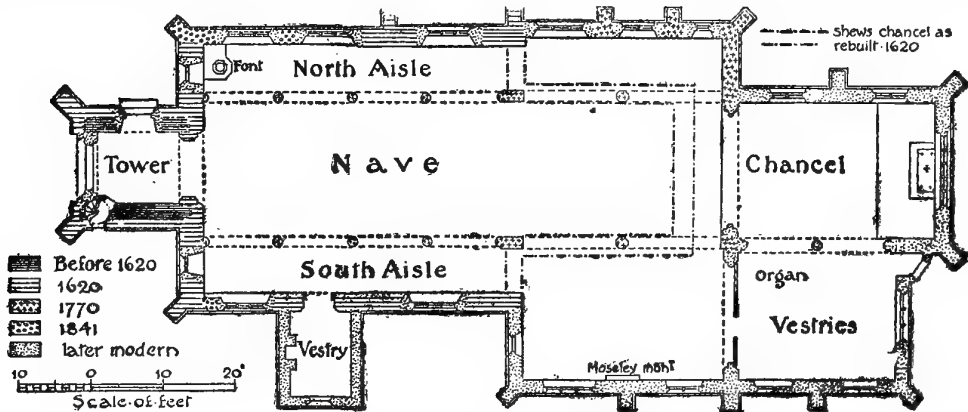 shews chancel as
rebuilt·1620
Font
North Aisle
Tower
Nave
Chancel
South Aisle
organ
Vestries
Vestry
Moseley mont
Before 1620
1620
1770
1841
later modern
10 0 10 20
Scale·of·feet